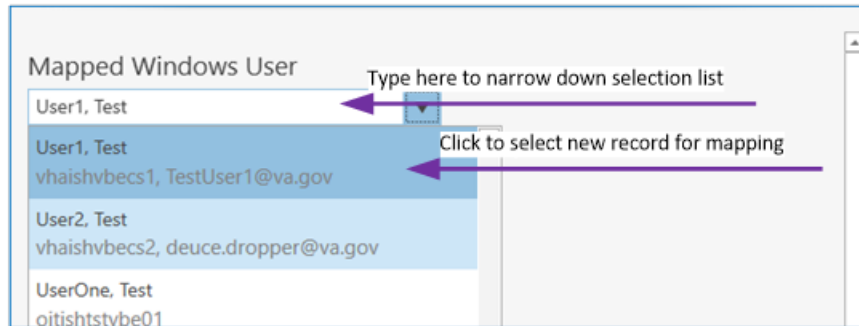 Mapped Windows User
Type here to narrow down selection list
User1, Test
User1, Test
Click to select new record for mapping
vhaishvbecs1, TestUser1@va.gov
User2, Test
vhaishvbecs2, deuce.dropper@va.gov
UserOne, Test
oitishtstvbe01